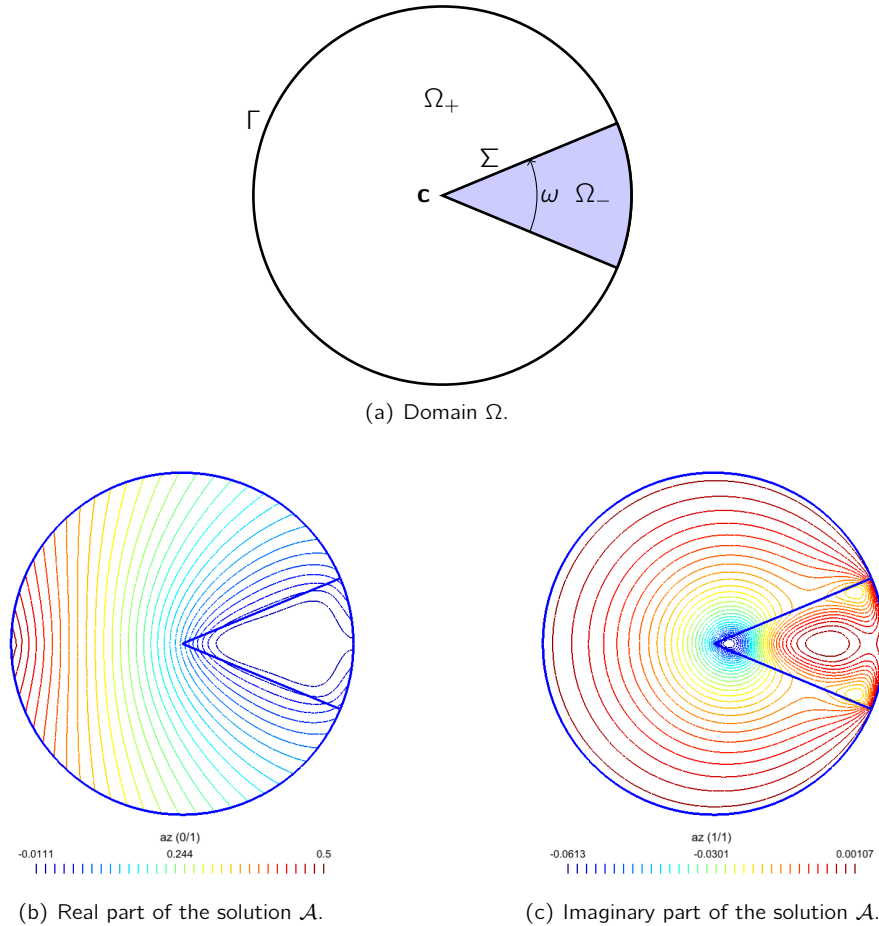 Ω₊
Γ
Σ
c
ω
Ω₋
(a) Domain Ω.
az (0/1)
-0.0111 0.244 0.5
az (1/1)
-0.0613 -0.0301 0.00107
(b) Real part of the solution 𝒜.
(c) Imaginary part of the solution 𝒜.